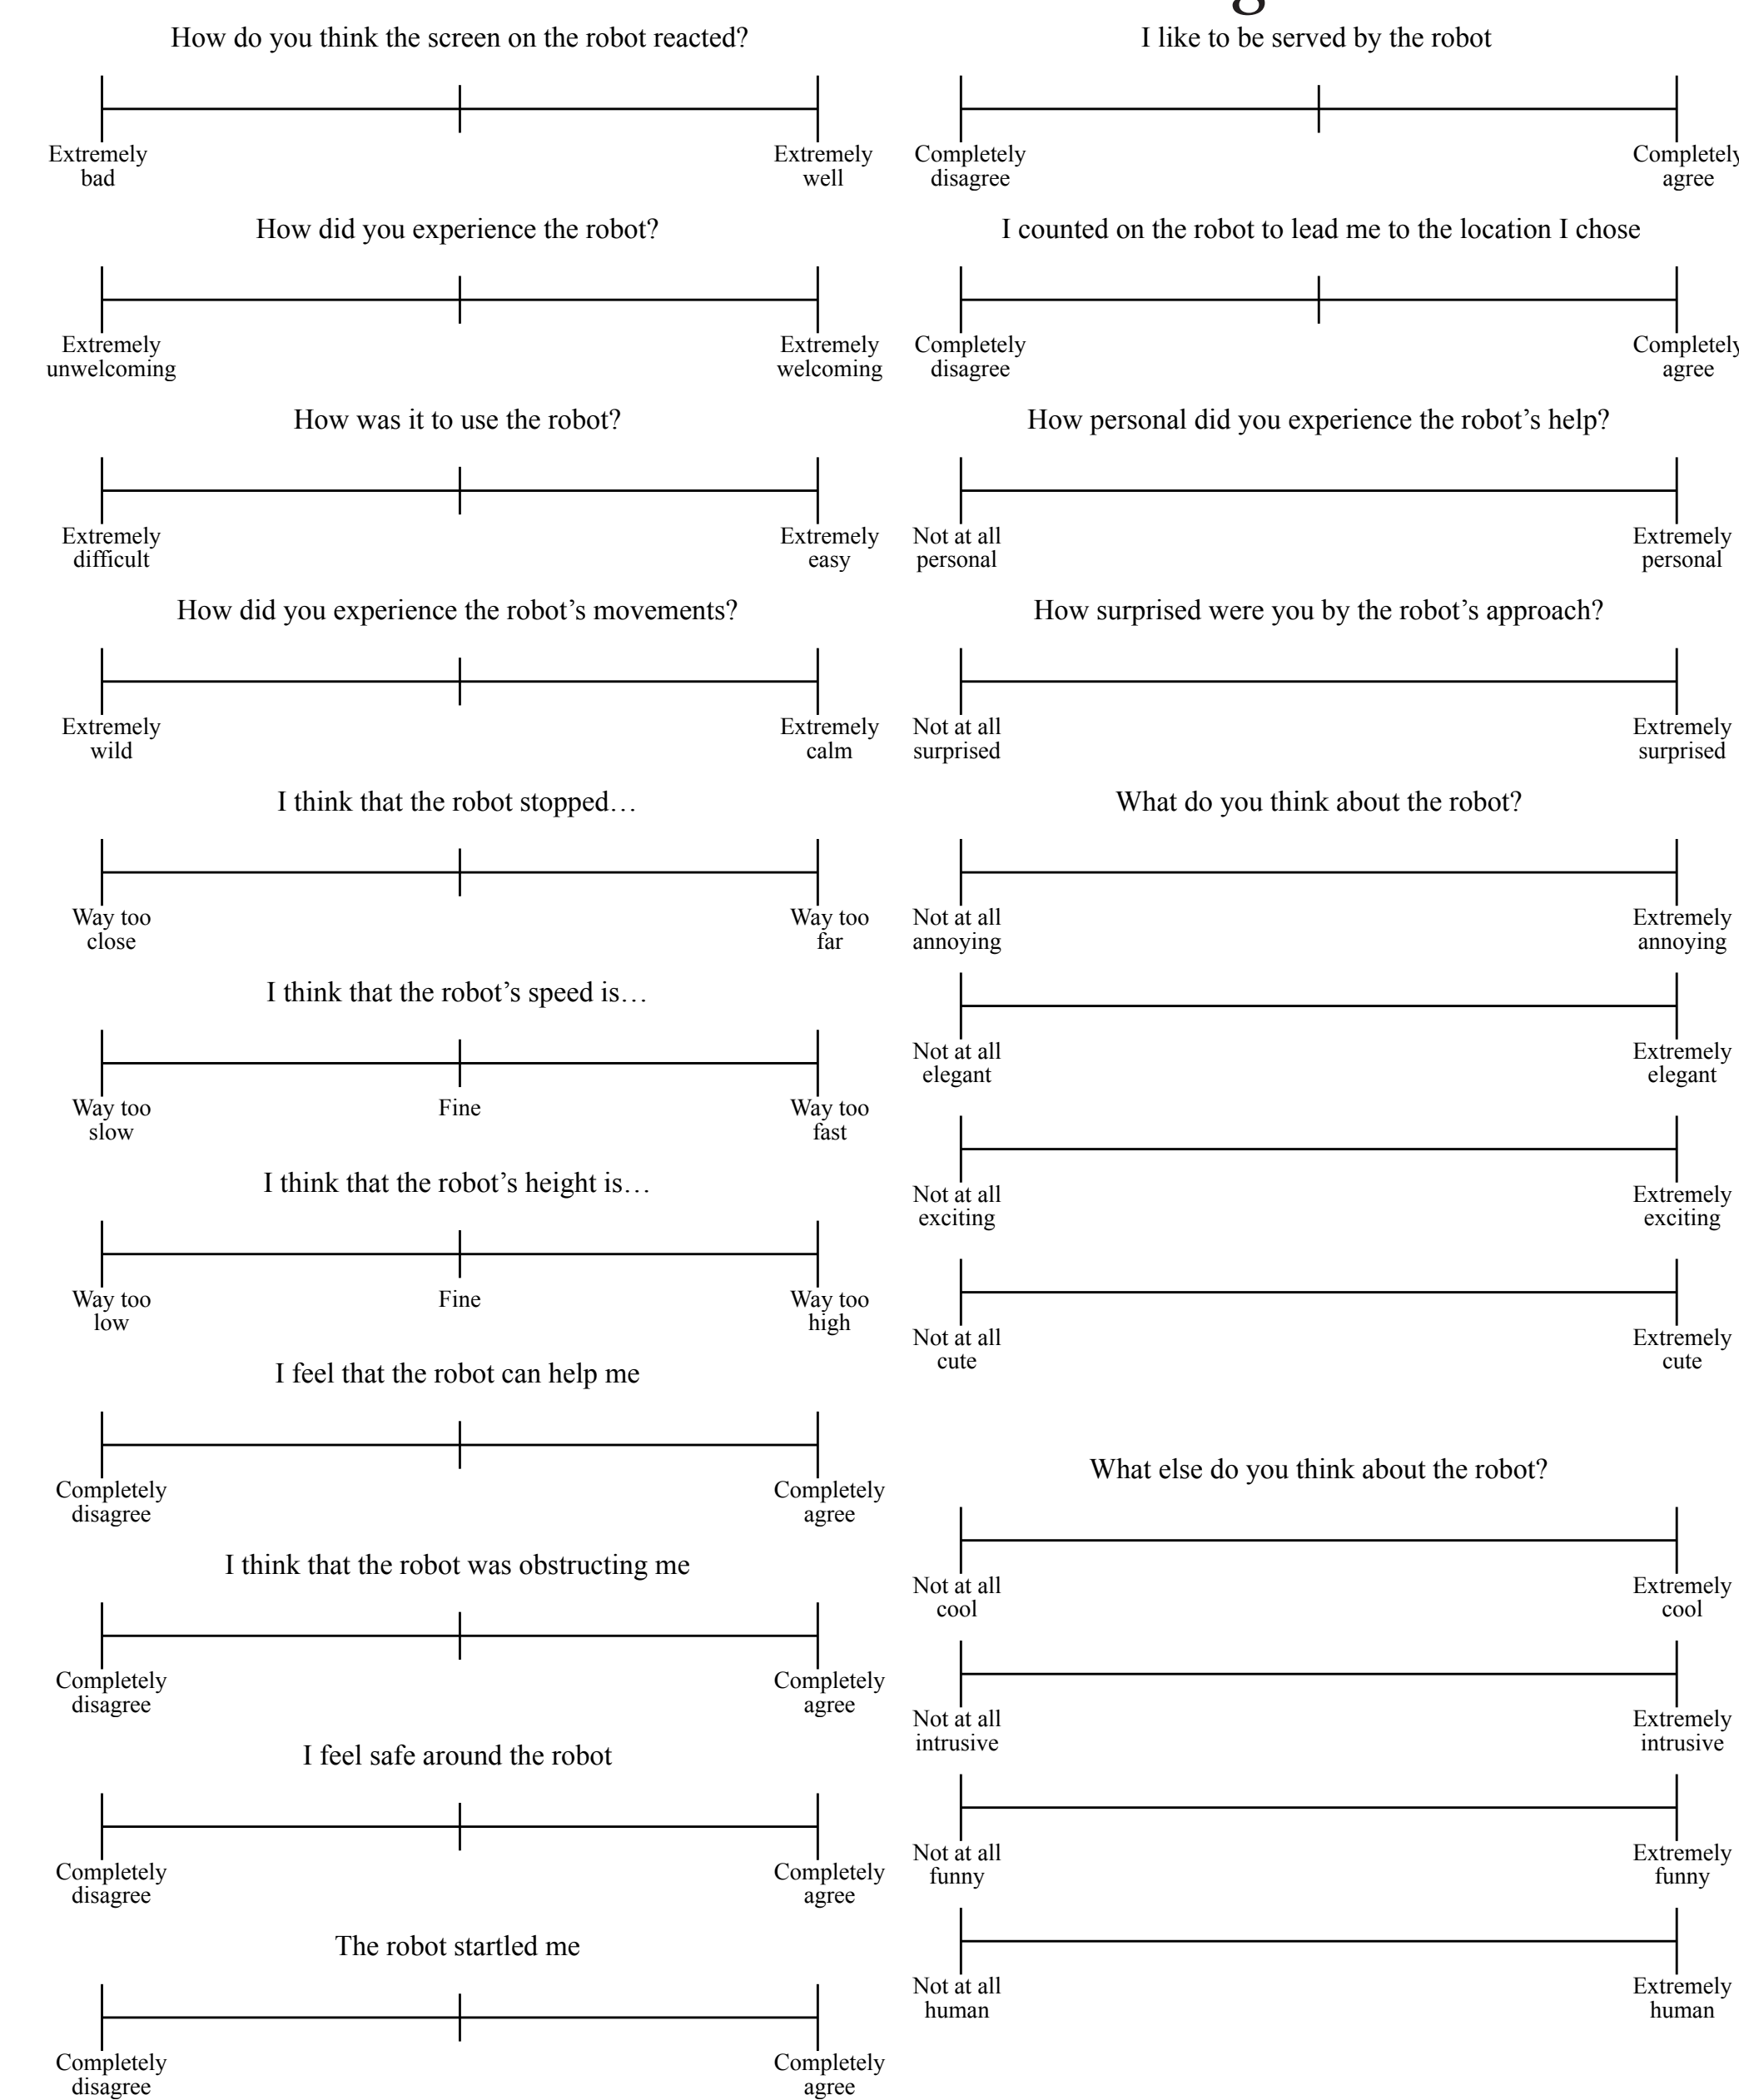 How do you think the screen on the robot reacted?
Extremely
bad
Extremely
well
How did you experience the robot?
Extremely
unwelcoming
Extremely
welcoming
How was it to use the robot?
Extremely
difficult
Extremely
easy
How did you experience the robot’s movements?
Extremely
wild
Extremely
calm
I think that the robot stopped…
Way too
close
Way too
far
I think that the robot’s speed is…
Way too
slow
Fine
Way too
fast
I think that the robot’s height is…
Way too
low
Fine
Way too
high
I feel that the robot can help me
Completely
disagree
Completely
agree
I think that the robot was obstructing me
Completely
disagree
Completely
agree
I feel safe around the robot
Completely
disagree
Completely
agree
The robot startled me
Completely
disagree
Completely
agree
I like to be served by the robot
Completely
disagree
Completely
agree
I counted on the robot to lead me to the location I chose
Completely
disagree
Completely
agree
How personal did you experience the robot’s help?
Not at all
personal
Extremely
personal
How surprised were you by the robot’s approach?
Not at all
surprised
Extremely
surprised
What do you think about the robot?
Not at all
annoying
Extremely
annoying
Not at all
elegant
Extremely
elegant
Not at all
exciting
Extremely
exciting
Not at all
cute
Extremely
cute
What else do you think about the robot?
Not at all
cool
Extremely
cool
Not at all
intrusive
Extremely
intrusive
Not at all
funny
Extremely
funny
Not at all
human
Extremely
human